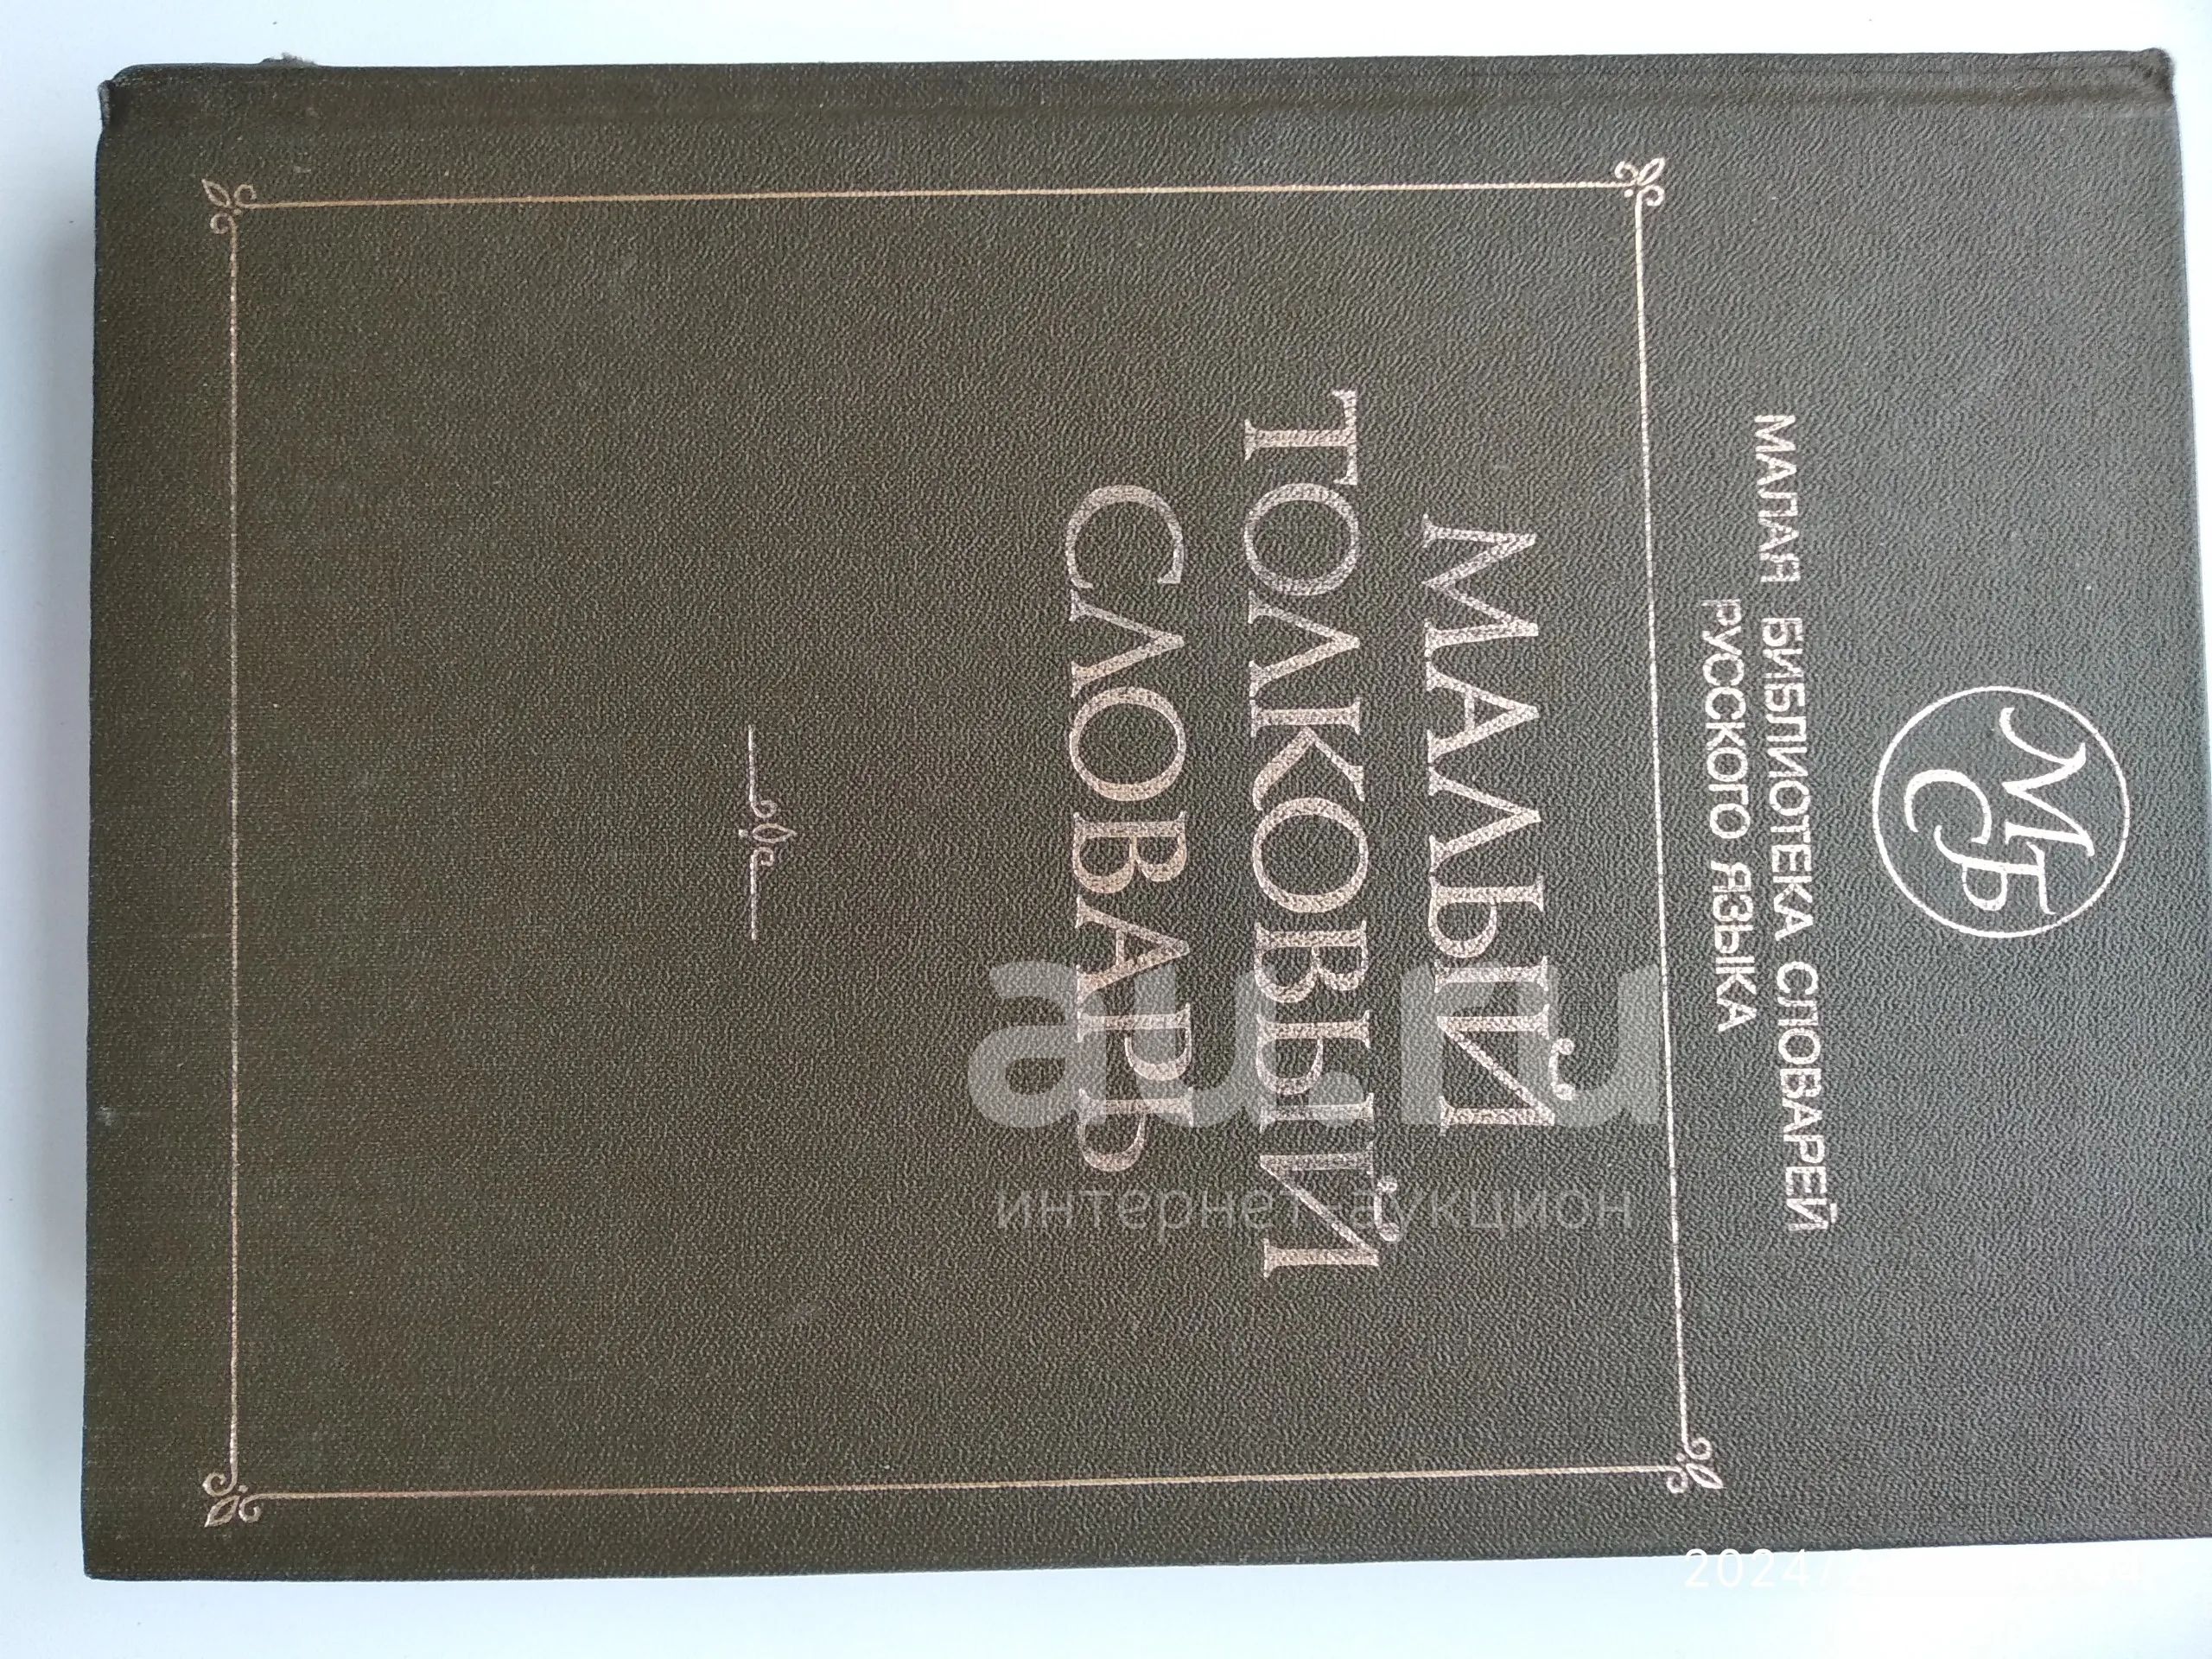 МБС
МАЛАЯ БИБЛИОТЕКА СЛОВАРЕЙ
РУССКОГО ЯЗЫКА
МАЛЫЙ
ТОЛКОВЫЙ
СЛОВАРЬ
au.ru
интернет аукцион